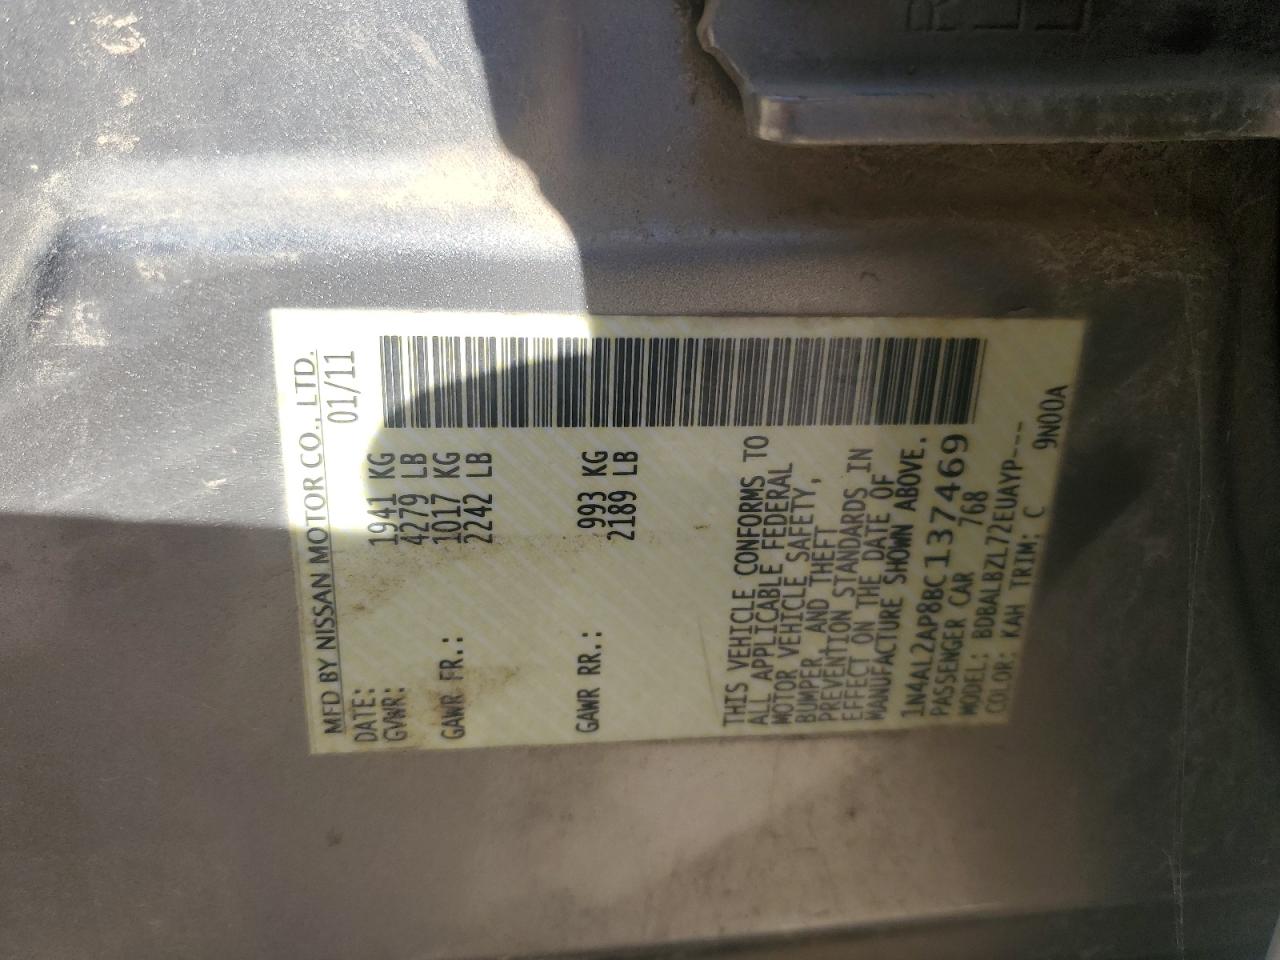 MFD BY NISSAN MOTOR CO., LTD.
DATE: 01/11
GVWR: 1941 KG
4279 LB
GAWR FR.: 1017 KG
2242 LB
GAWR RR.: 993 KG
2189 LB
THIS VEHICLE CONFORMS TO
ALL APPLICABLE FEDERAL
MOTOR VEHICLE SAFETY,
BUMPER, AND THEFT
PREVENTION STANDARDS IN
EFFECT ON THE DATE OF
MANUFACTURE SHOWN ABOVE.
1N4AL2AP8BC137469
PASSENGER CAR 768
MODEL: BDBALBZL72EUAYP---
COLOR: KAH TRIM: C 9N00A